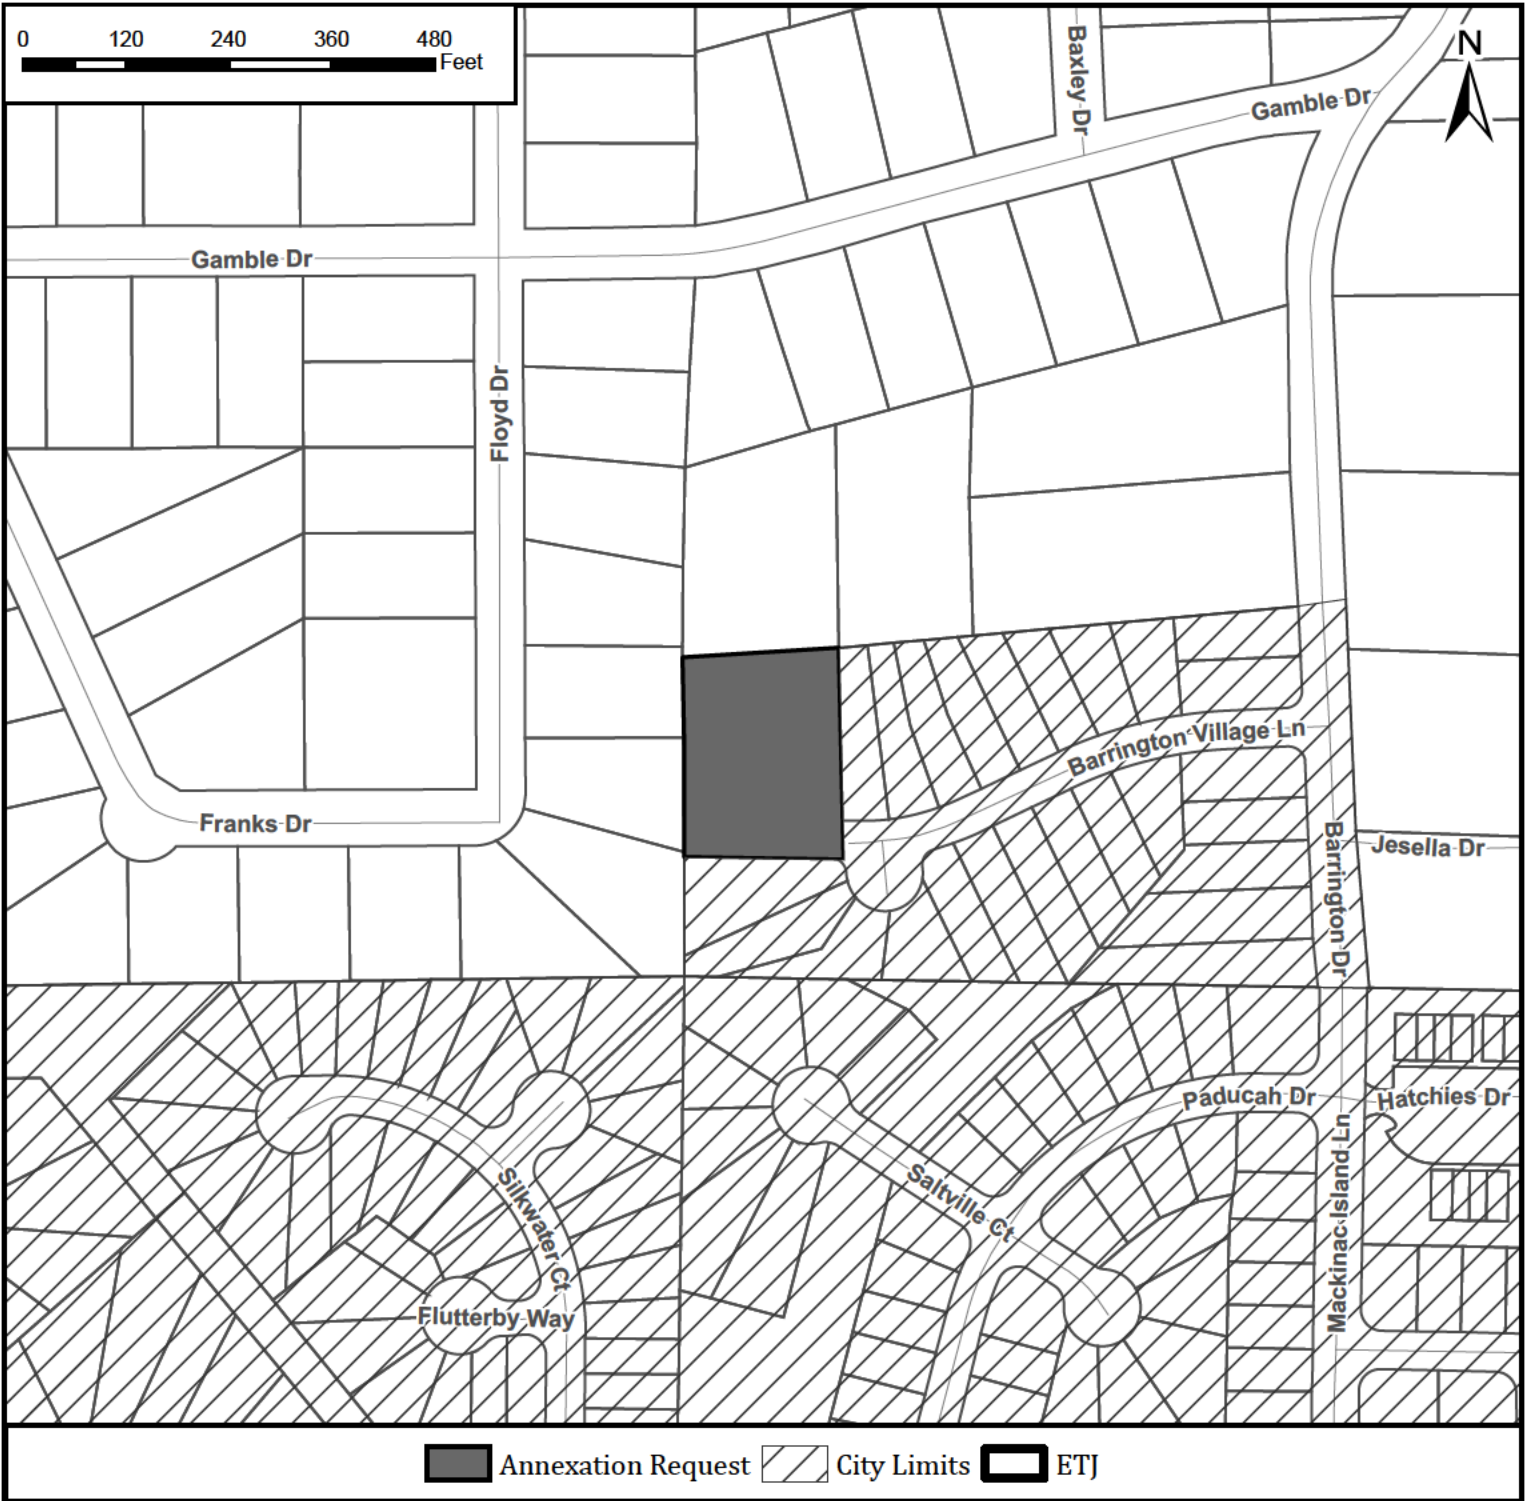 0 120 240 360 480
Feet
N
Baxley Dr
Gamble Dr
Gamble Dr
Floyd Dr
Barrington Village Ln
Franks Dr
Barrington Dr
Jesella Dr
Paducah Dr
Hatchies Dr
Silkwater Ct
Saltville Ct
Mackinac Island Ln
Flutterby Way
Annexation Request City Limits ETJ